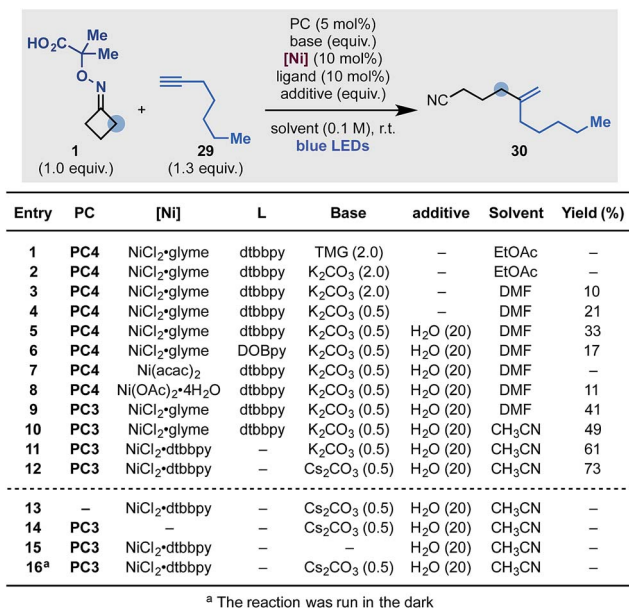 HO₂C
Me
Me
O
N
1
(1.0 equiv.)
+
Me
29
(1.3 equiv.)
PC (5 mol%)
base (equiv.)
[Ni] (10 mol%)
ligand (10 mol%)
additive (equiv.)
solvent (0.1 M), r.t.
blue LEDs
NC
Me
30
Entry PC [Ni] L Base additive Solvent Yield (%)
1 PC4 NiCl₂•glyme dtbbpy TMG (2.0) – EtOAc –
2 PC4 NiCl₂•glyme dtbbpy K₂CO₃ (2.0) – EtOAc –
3 PC4 NiCl₂•glyme dtbbpy K₂CO₃ (2.0) – DMF 10
4 PC4 NiCl₂•glyme dtbbpy K₂CO₃ (0.5) – DMF 21
5 PC4 NiCl₂•glyme dtbbpy K₂CO₃ (0.5) H₂O (20) DMF 33
6 PC4 NiCl₂•glyme DOBpy K₂CO₃ (0.5) H₂O (20) DMF 17
7 PC4 Ni(acac)₂ dtbbpy K₂CO₃ (0.5) H₂O (20) DMF –
8 PC4 Ni(OAc)₂•4H₂O dtbbpy K₂CO₃ (0.5) H₂O (20) DMF 11
9 PC3 NiCl₂•glyme dtbbpy K₂CO₃ (0.5) H₂O (20) DMF 41
10 PC3 NiCl₂•glyme dtbbpy K₂CO₃ (0.5) H₂O (20) CH₃CN 49
11 PC3 NiCl₂•dtbbpy – K₂CO₃ (0.5) H₂O (20) CH₃CN 61
12 PC3 NiCl₂•dtbbpy – Cs₂CO₃ (0.5) H₂O (20) CH₃CN 73
13 – NiCl₂•dtbbpy – Cs₂CO₃ (0.5) H₂O (20) CH₃CN –
14 PC3 – – Cs₂CO₃ (0.5) H₂O (20) CH₃CN –
15 PC3 NiCl₂•dtbbpy – – H₂O (20) CH₃CN –
16ᵃ PC3 NiCl₂•dtbbpy – Cs₂CO₃ (0.5) H₂O (20) CH₃CN –
ᵃ The reaction was run in the dark